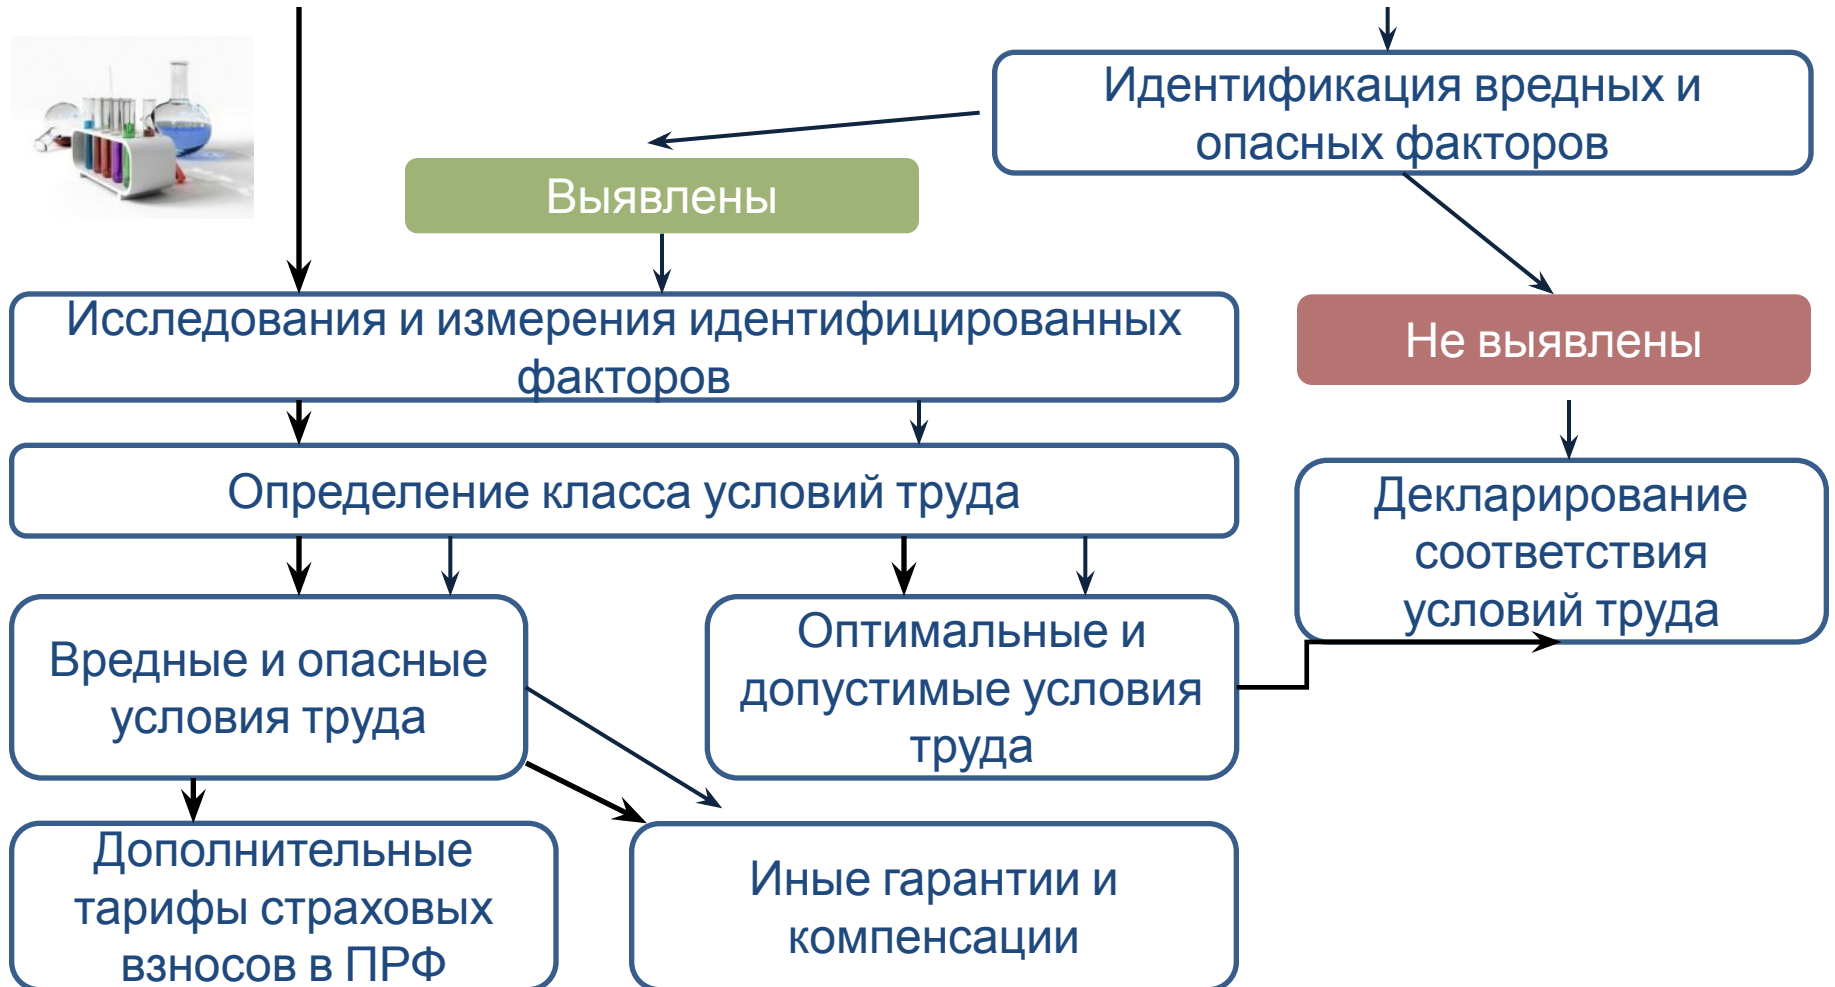 Идентификация вредных и
опасных факторов
Выявлены
Исследования и измерения идентифицированных
факторов
Не выявлены
Определение класса условий труда
Декларирование
соответствия
условий труда
Вредные и опасные
условия труда
Оптимальные и
допустимые условия
труда
Дополнительные
тарифы страховых
взносов в ПРФ
Иные гарантии и
компенсации